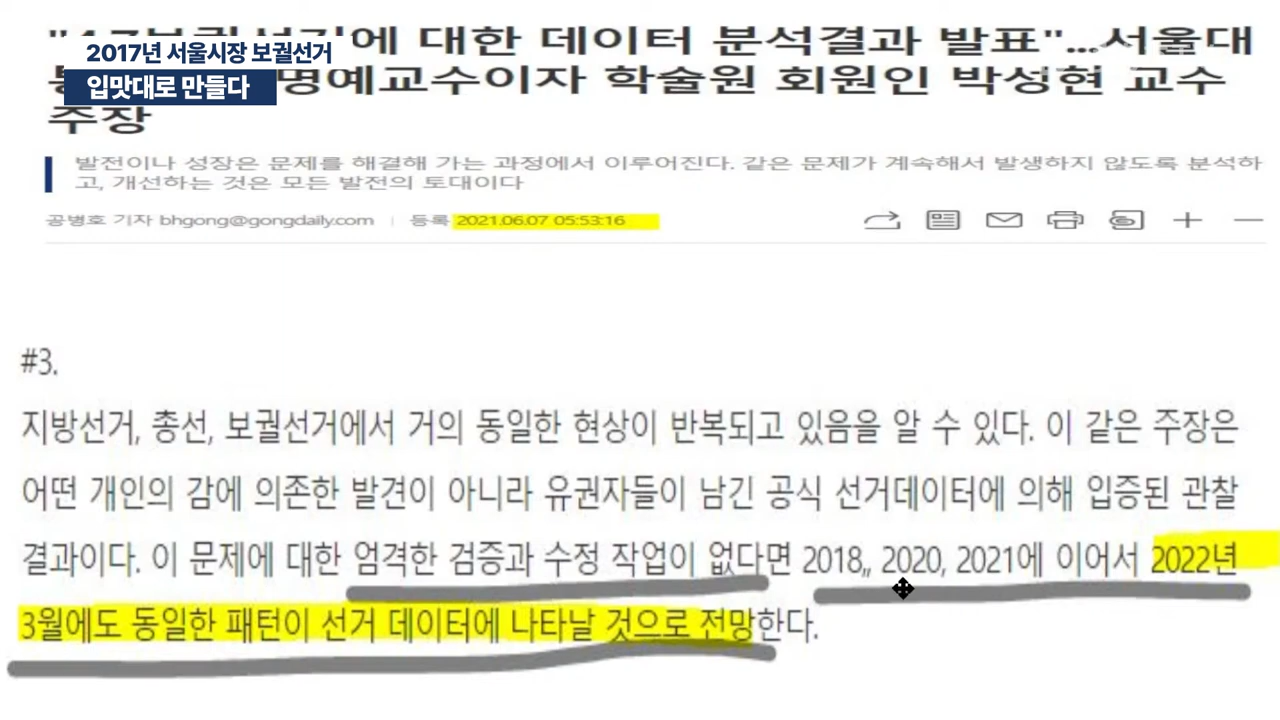 2017년 서울시장 보궐선거
입맛대로 만들다
에 대한 데이터 분석결과 발표"...서울대
명예교수이자 학술원 회원인 박성현 교수
주장
발전이나 성장은 문제를 해결해 가는 과정에서 이루어진다. 같은 문제가 계속해서 발생하지 않도록 분석하
고, 개선하는 것은 모든 발전의 토대이다
공병호 기자 bhgong@gongdaily.com 등록 2021.06.07 05:53:16
#3.
지방선거, 총선, 보궐선거에서 거의 동일한 현상이 반복되고 있음을 알 수 있다. 이 같은 주장은
어떤 개인의 감에 의존한 발견이 아니라 유권자들이 남긴 공식 선거데이터에 의해 입증된 관찰
결과이다. 이 문제에 대한 엄격한 검증과 수정 작업이 없다면 2018,, 2020, 2021에 이어서 2022년
3월에도 동일한 패턴이 선거 데이터에 나타날 것으로 전망한다.